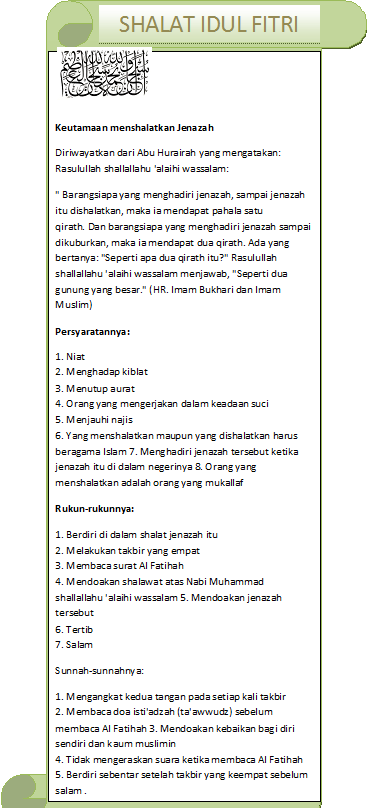 SHALAT IDUL FITRI
Keutamaan menshalatkan Jenazah
Diriwayatkan dari Abu Hurairah yang mengatakan:
Rasulullah shallallahu 'alaihi wassalam:
" Barangsiapa yang menghadiri jenazah, sampai jenazah
itu dishalatkan, maka ia mendapat pahala satu
qirath. Dan barangsiapa yang menghadiri jenazah sampai
dikuburkan, maka ia mendapat dua qirath. Ada yang
bertanya: "Seperti apa dua qirath itu?" Rasulullah
shallallahu 'alaihi wassalam menjawab, "Seperti dua
gunung yang besar." (HR. Imam Bukhari dan Imam
Muslim)
Persyaratannya:
1. Niat
2. Menghadap kiblat
3. Menutup aurat
4. Orang yang mengerjakan dalam keadaan suci
5. Menjauhi najis
6. Yang menshalatkan maupun yang dishalatkan harus
beragama Islam 7. Menghadiri jenazah tersebut ketika
jenazah itu di dalam negerinya 8. Orang yang
menshalatkan adalah orang yang mukallaf
Rukun-rukunnya:
1. Berdiri di dalam shalat jenazah itu
2. Melakukan takbir yang empat
3. Membaca surat Al Fatihah
4. Mendoakan shalawat atas Nabi Muhammad
shallallahu 'alaihi wassalam 5. Mendoakan jenazah
tersebut
6. Tertib
7. Salam
Sunnah-sunnahnya:
1. Mengangkat kedua tangan pada setiap kali takbir
2. Membaca doa isti'adzah (ta'awwudz) sebelum
membaca Al Fatihah 3. Mendoakan kebaikan bagi diri
sendiri dan kaum muslimin
4. Tidak mengeraskan suara ketika membaca Al Fatihah
5. Berdiri sebentar setelah takbir yang keempat sebelum
salam .